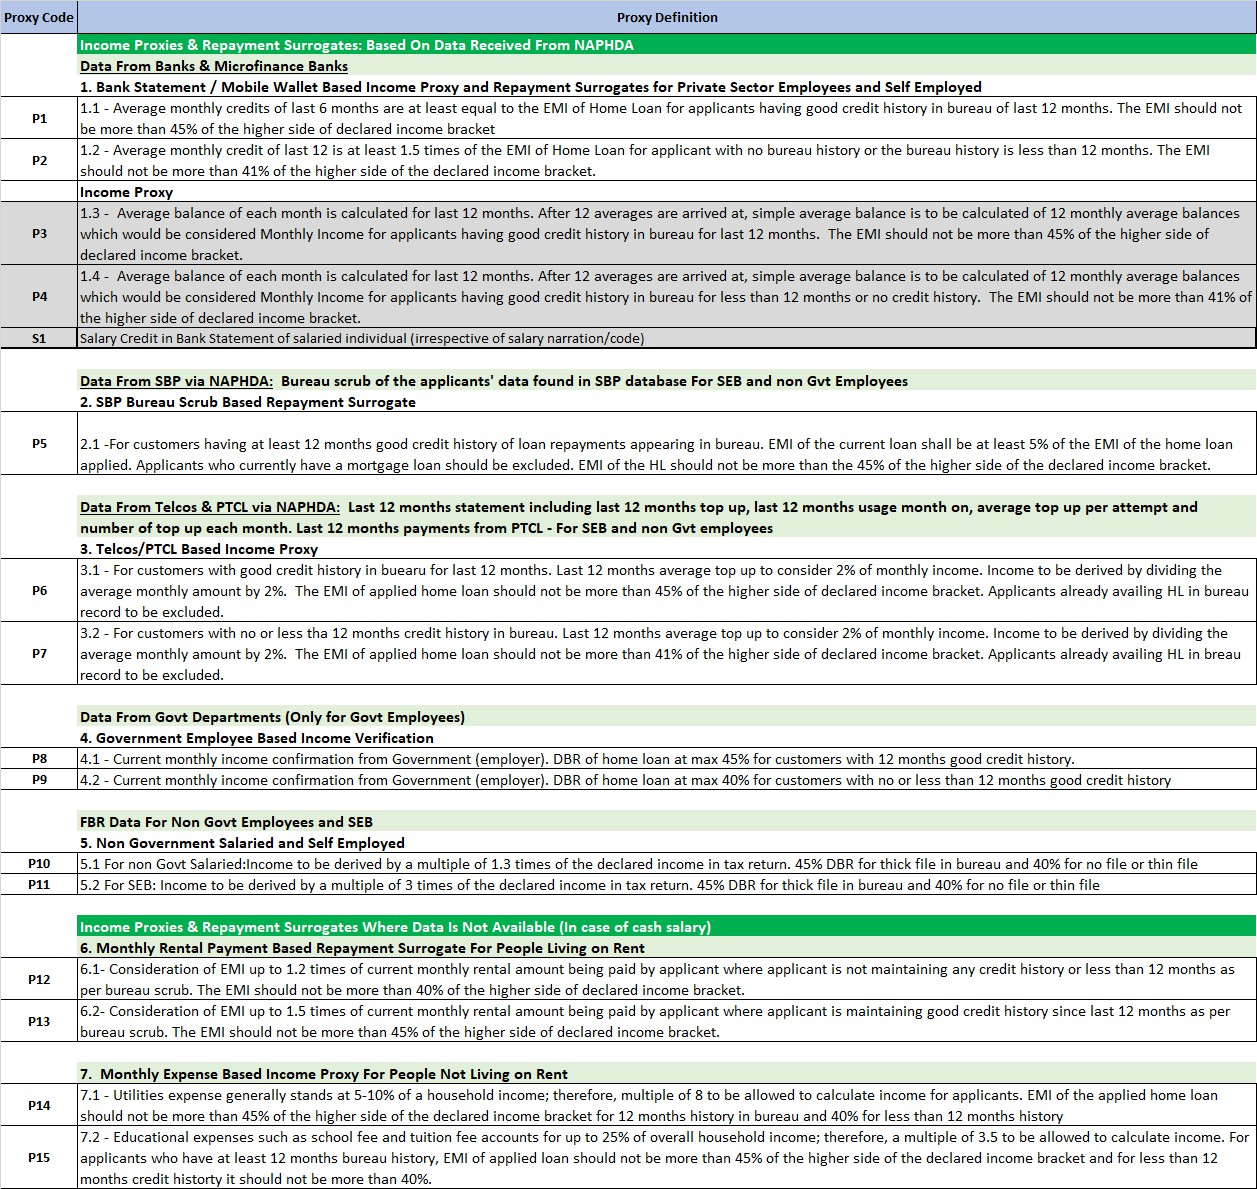 Proxy Code Proxy Definition
Income Proxies & Repayment Surrogates: Based On Data Received From NAPHDA
Data From Banks & Microfinance Banks
1. Bank Statement / Mobile Wallet Based Income Proxy and Repayment Surrogates for Private Sector Employees and Self Employed
P1
1.1 - Average monthly credits of last 6 months are at least equal to the EMI of Home Loan for applicants having good credit history in bureau of last 12 months. The EMI should not
be more than 45% of the higher side of declared income bracket
P2
1.2 - Average monthly credit of last 12 is at least 1.5 times of the EMI of Home Loan for applicant with no bureau history or the bureau history is less than 12 months. The EMI
should not be more than 41% of the higher side of the declared income bracket.
Income Proxy
P3
1.3 - Average balance of each month is calculated for last 12 months. After 12 averages are arrived at, simple average balance is to be calculated of 12 monthly average balances
which would be considered Monthly Income for applicants having good credit history in bureau for last 12 months. The EMI should not be more than 45% of the higher side of
declared income bracket.
P4
1.4 - Average balance of each month is calculated for last 12 months. After 12 averages are arrived at, simple average balance is to be calculated of 12 monthly average balances
which would be considered Monthly Income for applicants having good credit history in bureau for less than 12 months or no credit history. The EMI should not be more than 41% of
the higher side of declared income bracket.
S1 Salary Credit in Bank Statement of salaried individual (irrespective of salary narration/code)
Data From SBP via NAPHDA: Bureau scrub of the applicants' data found in SBP database For SEB and non Gvt Employees
2. SBP Bureau Scrub Based Repayment Surrogate
P5
2.1 -For customers having at least 12 months good credit history of loan repayments appearing in bureau. EMI of the current loan shall be at least 5% of the EMI of the home loan
applied. Applicants who currently have a mortgage loan should be excluded. EMI of the HL should not be more than the 45% of the higher side of the declared income bracket.
Data From Telcos & PTCL via NAPHDA: Last 12 months statement including last 12 months top up, last 12 months usage month on, average top up per attempt and
number of top up each month. Last 12 months payments from PTCL - For SEB and non Gvt employees
3. Telcos/PTCL Based Income Proxy
P6
3.1 - For customers with good credit history in buearu for last 12 months. Last 12 months average top up to consider 2% of monthly income. Income to be derived by dividing the
average monthly amount by 2%. The EMI of applied home loan should not be more than 45% of the higher side of declared income bracket. Applicants already availing HL in bureau
record to be excluded.
P7
3.2 - For customers with no or less tha 12 months credit history in bureau. Last 12 months average top up to consider 2% of monthly income. Income to be derived by dividing the
average monthly amount by 2%. The EMI of applied home loan should not be more than 41% of the higher side of declared income bracket. Applicants already availing HL in breau
record to be excluded.
Data From Govt Departments (Only for Govt Employees)
4. Government Employee Based Income Verification
P8 4.1 - Current monthly income confirmation from Government (employer). DBR of home loan at max 45% for customers with 12 months good credit history.
P9 4.2 - Current monthly income confirmation from Government (employer). DBR of home loan at max 40% for customers with no or less than 12 months good credit history
FBR Data For Non Govt Employees and SEB
5. Non Government Salaried and Self Employed
P10 5.1 For non Govt Salaried:Income to be derived by a multiple of 1.3 times of the declared income in tax return. 45% DBR for thick file in bureau and 40% for no file or thin file
P11 5.2 For SEB: Income to be derived by a multiple of 3 times of the declared income in tax return. 45% DBR for thick file in bureau and 40% for no file or thin file
Income Proxies & Repayment Surrogates Where Data Is Not Available (In case of cash salary)
6. Monthly Rental Payment Based Repayment Surrogate For People Living on Rent
P12
6.1- Consideration of EMI up to 1.2 times of current monthly rental amount being paid by applicant where applicant is not maintaining any credit history or less than 12 months as
per bureau scrub. The EMI should not be more than 40% of the higher side of declared income bracket.
P13
6.2- Consideration of EMI up to 1.5 times of current monthly rental amount being paid by applicant where applicant is maintaining good credit history since last 12 months as per
bureau scrub. The EMI should not be more than 45% of the higher side of declared income bracket.
7. Monthly Expense Based Income Proxy For People Not Living on Rent
P14
7.1 - Utilities expense generally stands at 5-10% of a household income; therefore, multiple of 8 to be allowed to calculate income for applicants. EMI of the applied home loan
should not be more than 45% of the higher side of the declared income bracket for 12 months history in bureau and 40% for less than 12 months history
P15
7.2 - Educational expenses such as school fee and tuition fee accounts for up to 25% of overall household income; therefore, a multiple of 3.5 to be allowed to calculate income. For
applicants who have at least 12 months bureau history, EMI of applied loan should not be more than 45% of the higher side of the declared income bracket and for less than 12
months credit historty it should not be more than 40%.